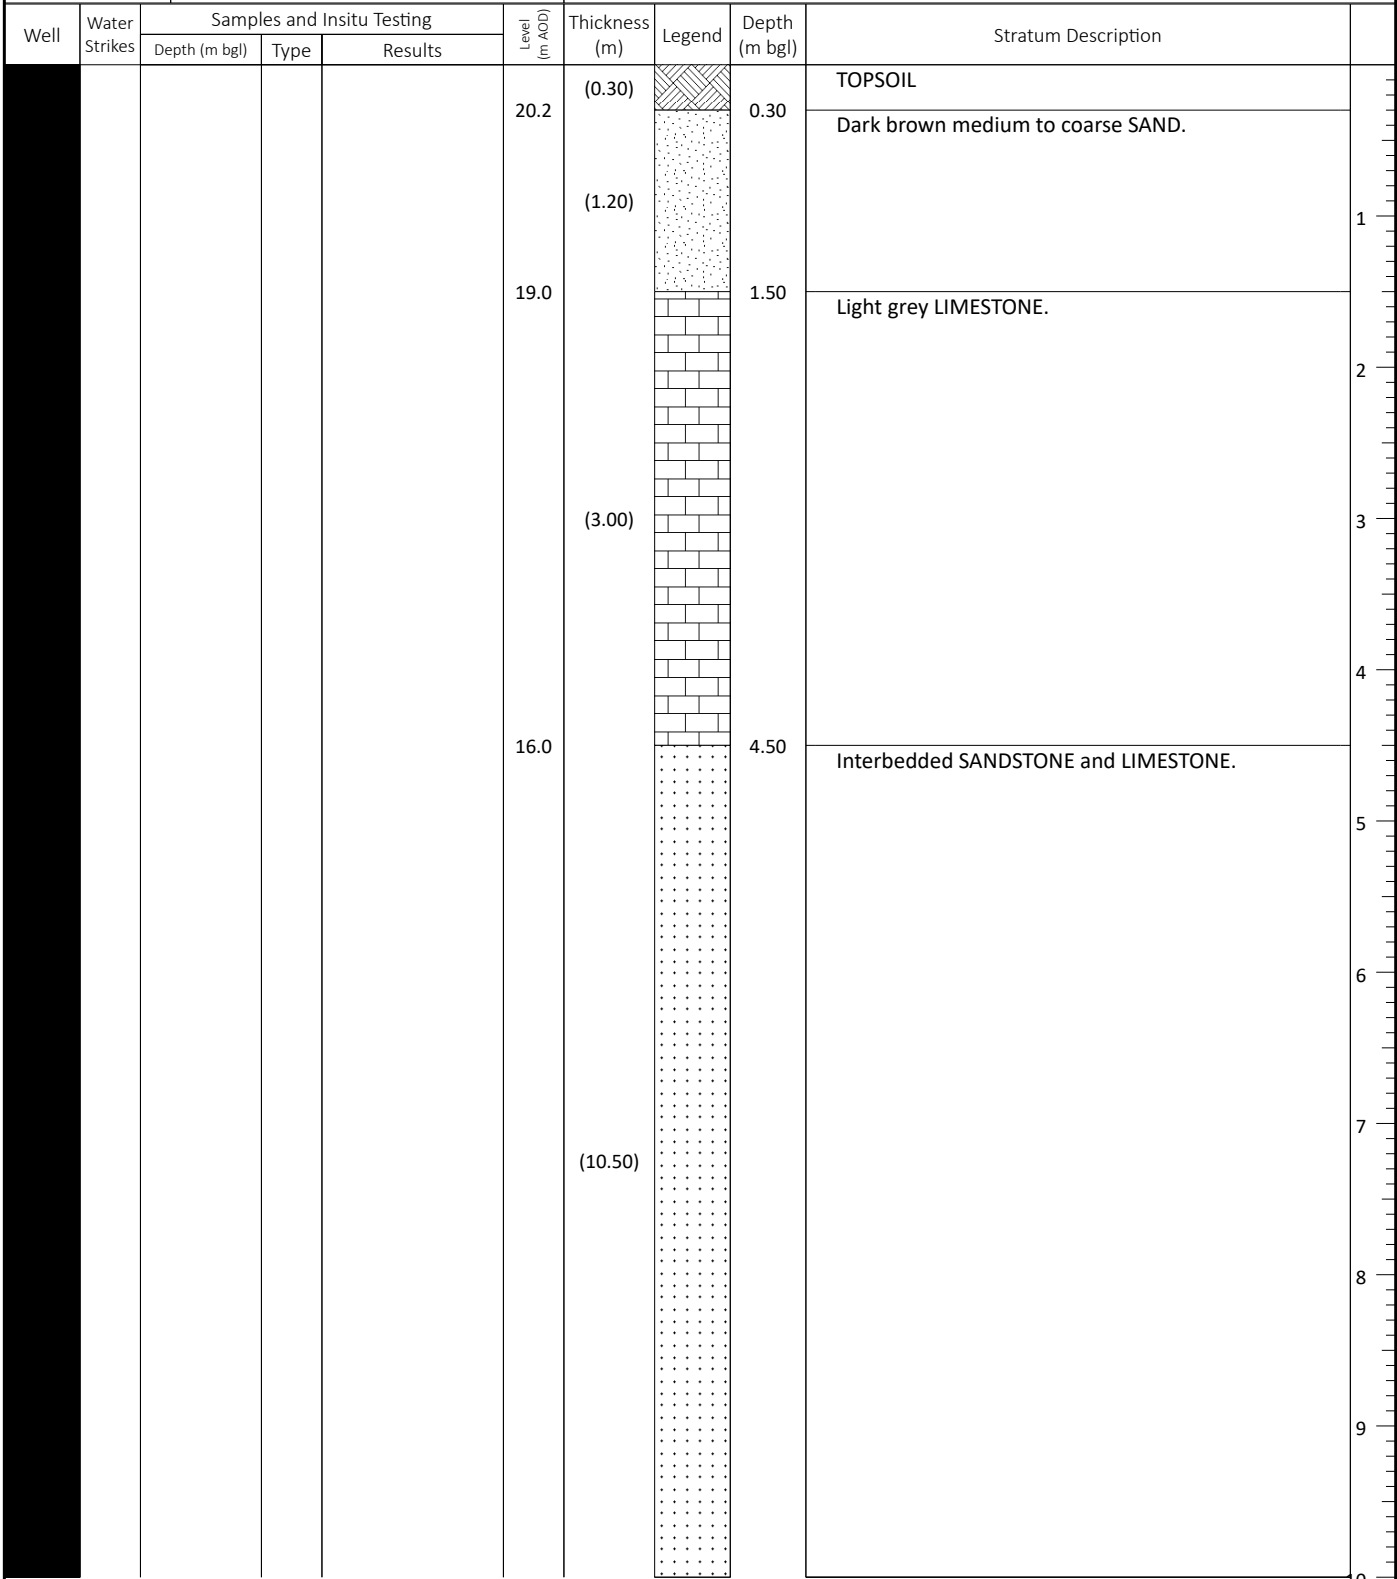 Well
Water
Strikes
Samples and Insitu Testing
Depth (m bgl) Type Results
Level
(m AOD)
Thickness
(m)
Legend
Depth
(m bgl)
Stratum Description
(0.30) TOPSOIL
20.2 0.30
Dark brown medium to coarse SAND.
(1.20)
1
19.0 1.50
Light grey LIMESTONE.
2
(3.00) 3
4
16.0 4.50
Interbedded SANDSTONE and LIMESTONE.
5
6
7
(10.50)
8
9
10